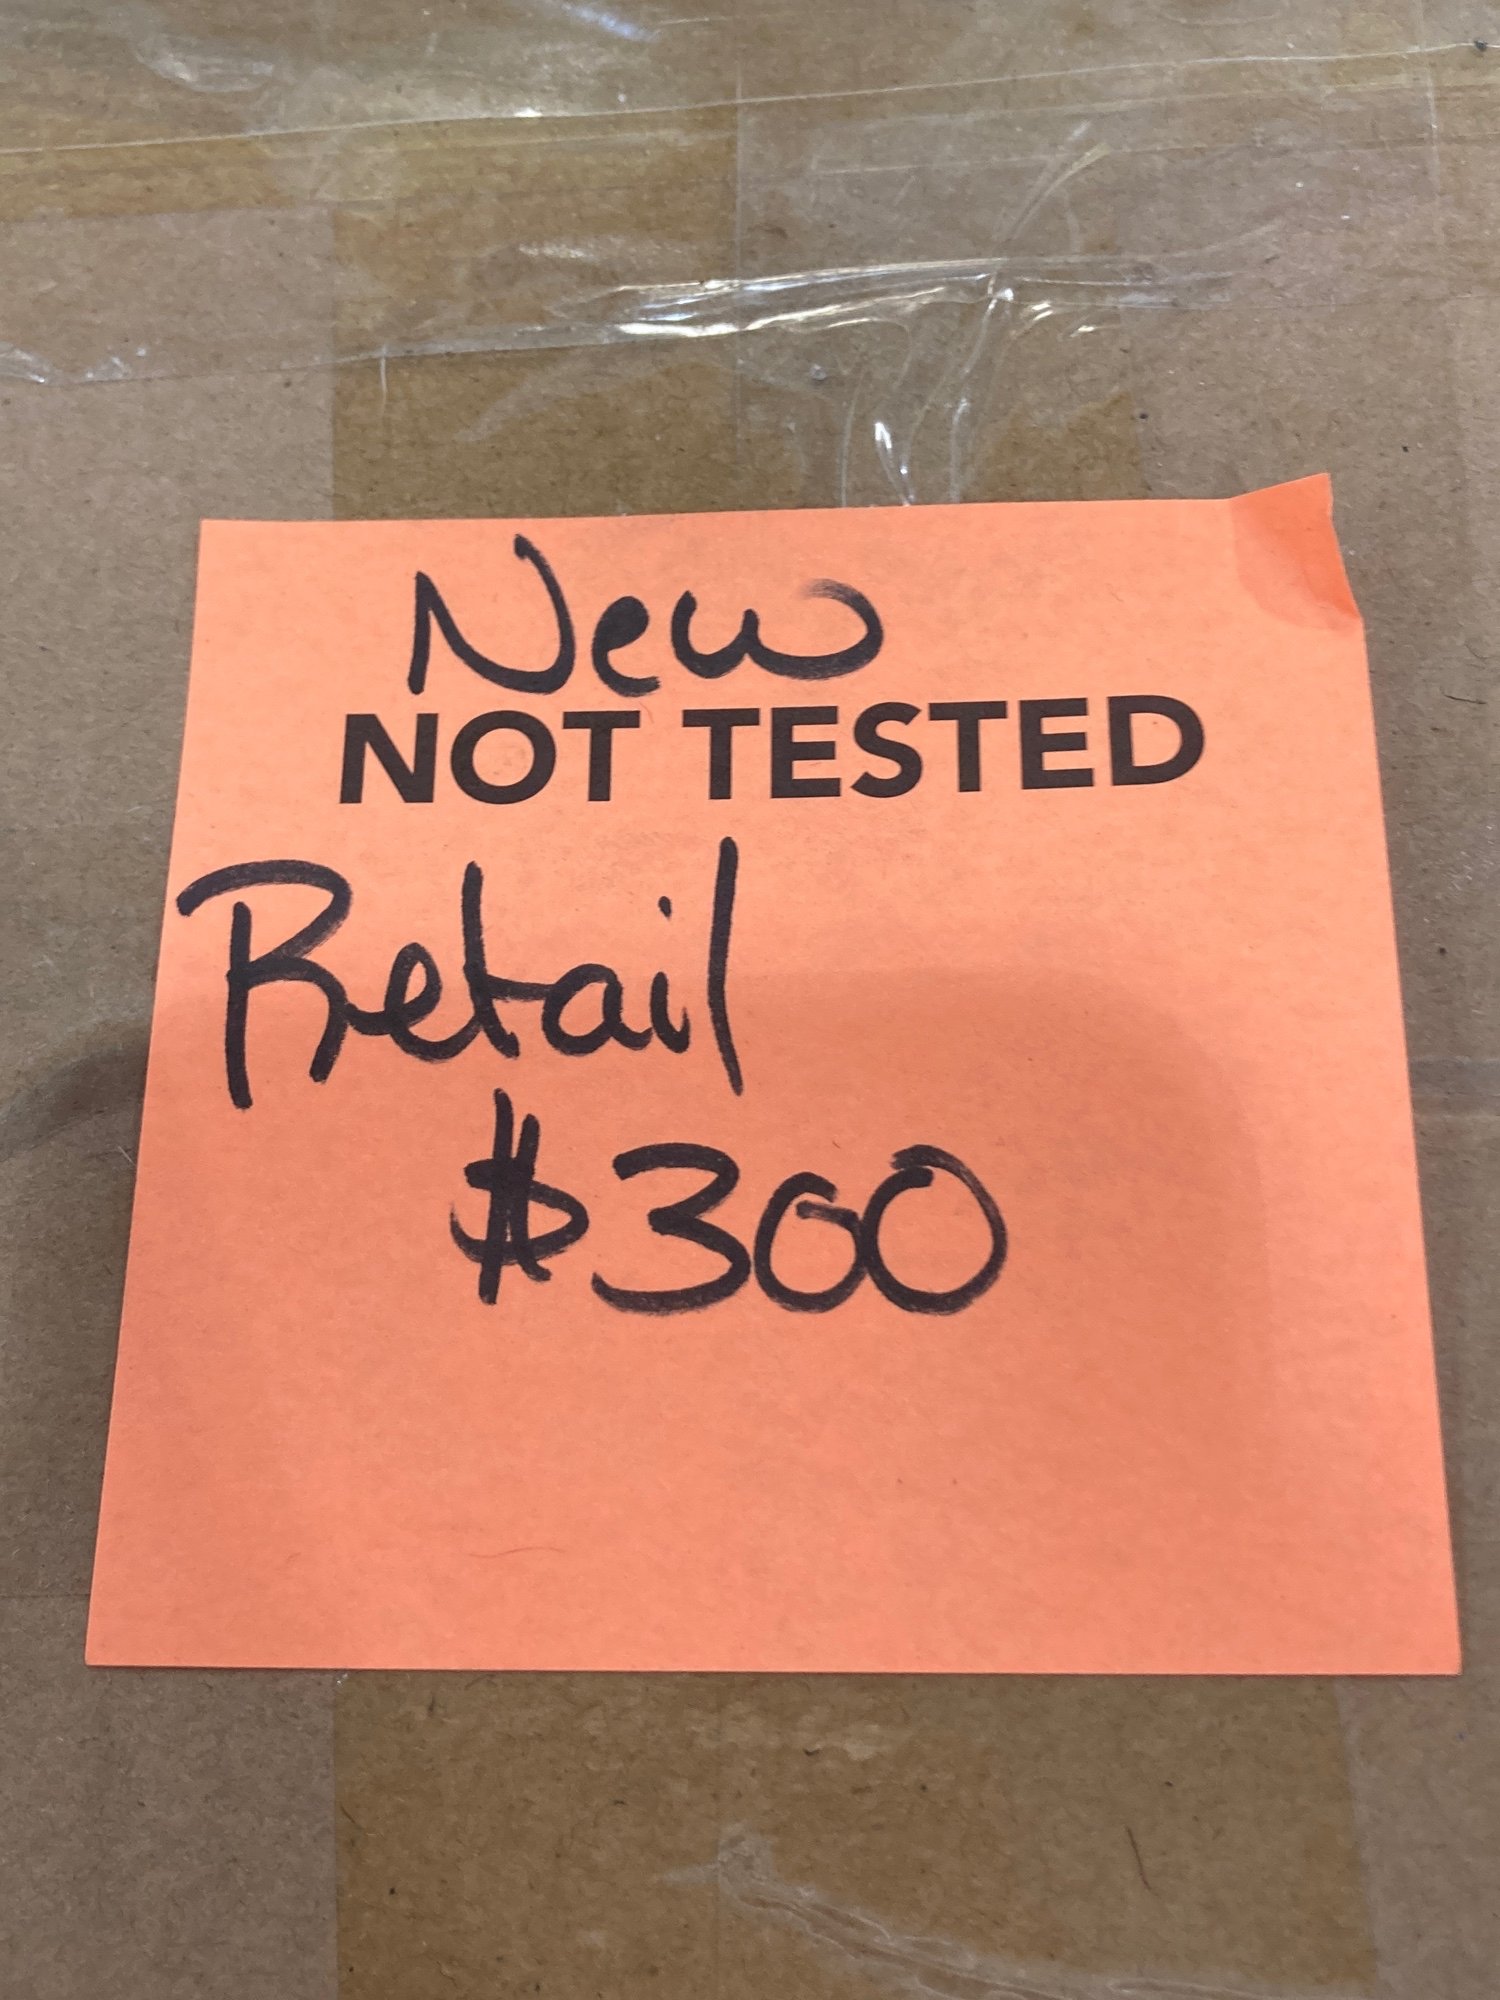 New
NOT TESTED
Retail
$300